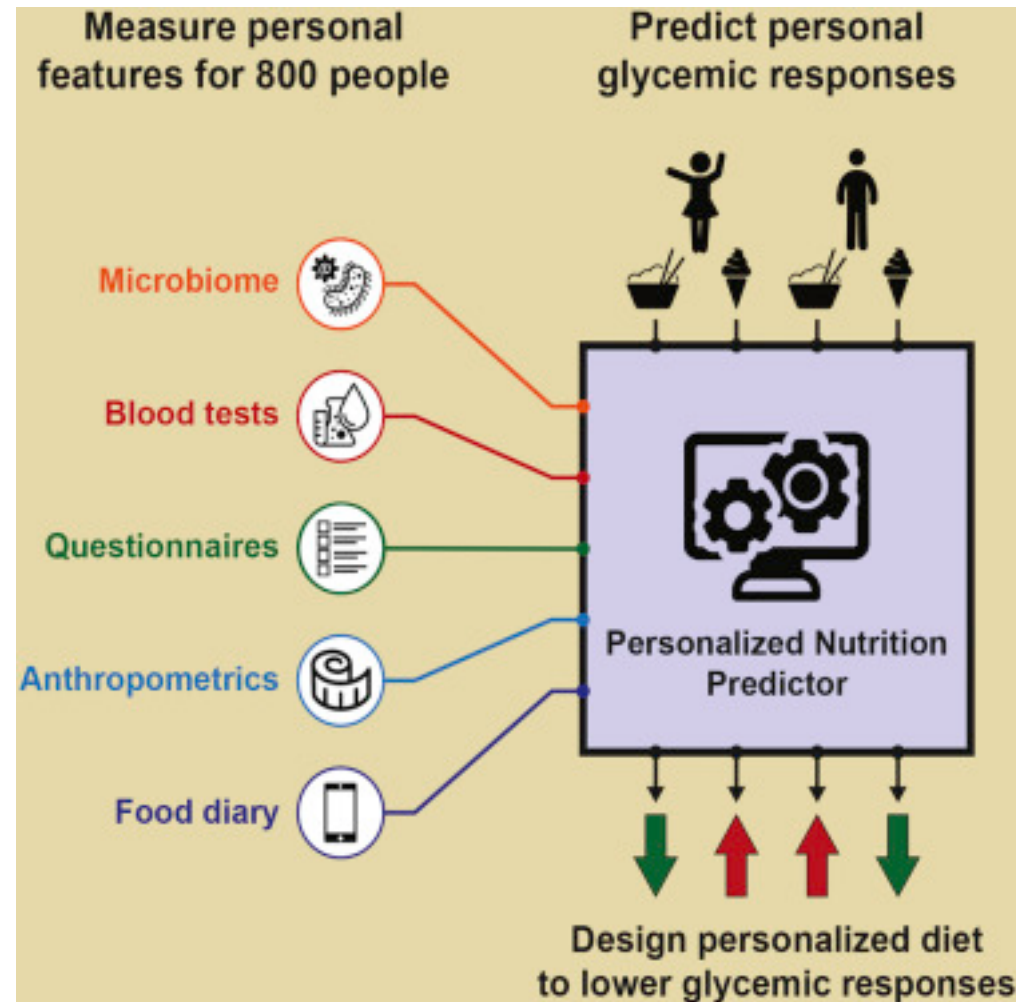 Measure personal
features for 800 people
Predict personal
glycemic responses
Microbiome
Blood tests
Questionnaires
Anthropometrics
Food diary
Personalized Nutrition
Predictor
Design personalized diet
to lower glycemic responses